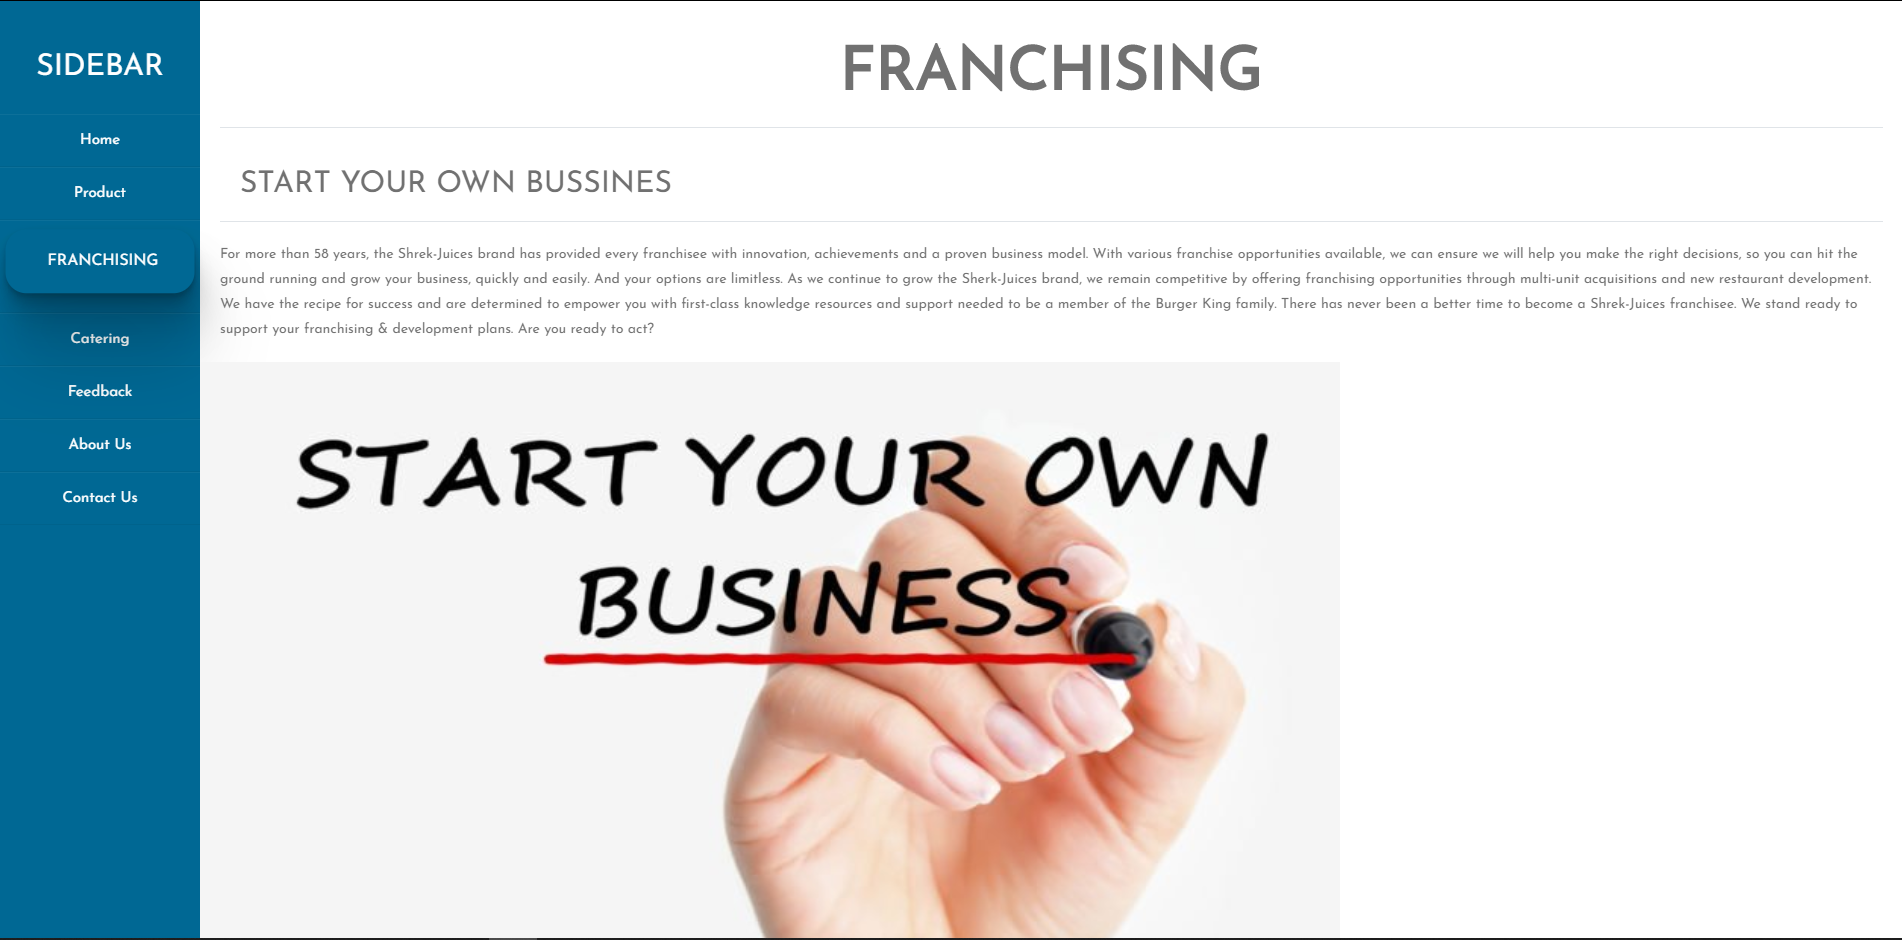 SIDEBAR
Home
Product
FRANCHISING
Catering
Feedback
About Us
Contact Us
FRANCHISING
START YOUR OWN BUSSINES
For more than 58 years, the Shrek-Juices brand has provided every franchisee with innovation, achievements and a proven business model. With various franchise opportunities available, we can ensure we will help you make the right decisions, so you can hit the
ground running and grow your business, quickly and easily. And your options are limitless. As we continue to grow the Sherk-Juices brand, we remain competitive by offering franchising opportunities through multi-unit acquisitions and new restaurant development.
We have the recipe for success and are determined to empower you with first-class knowledge resources and support needed to be a member of the Burger King family. There has never been a better time to become a Shrek-Juices franchisee. We stand ready to
support your franchising & development plans. Are you ready to act?
START YOUR OWN
BUSINESS